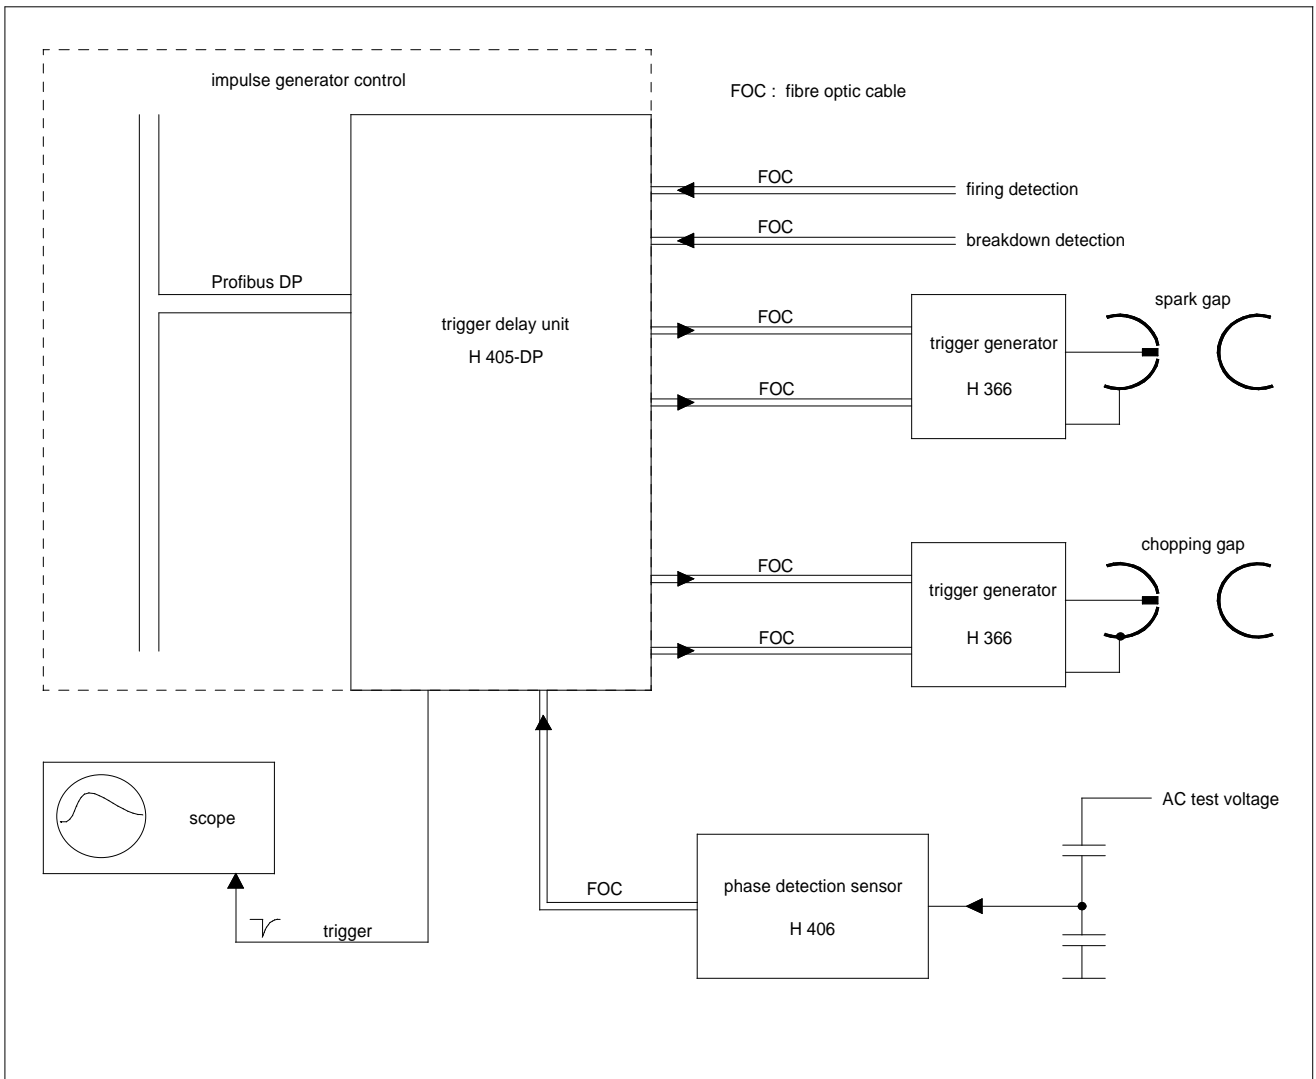 impulse generator control
FOC : fibre optic cable
FOC
firing detection
FOC
breakdown detection
Profibus DP
trigger delay unit
H 405-DP
FOC
FOC
trigger generator
H 366
spark gap
FOC
FOC
trigger generator
H 366
chopping gap
scope
trigger
FOC
phase detection sensor
H 406
AC test voltage